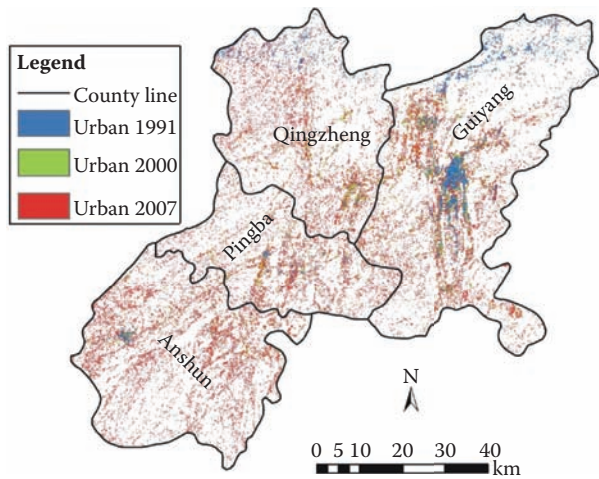 Legend
County line
Urban 1991
Urban 2000
Urban 2007
Guiyang
Qingzheng
Pingba
Anshun
N
0 5 10 20 30 40
km